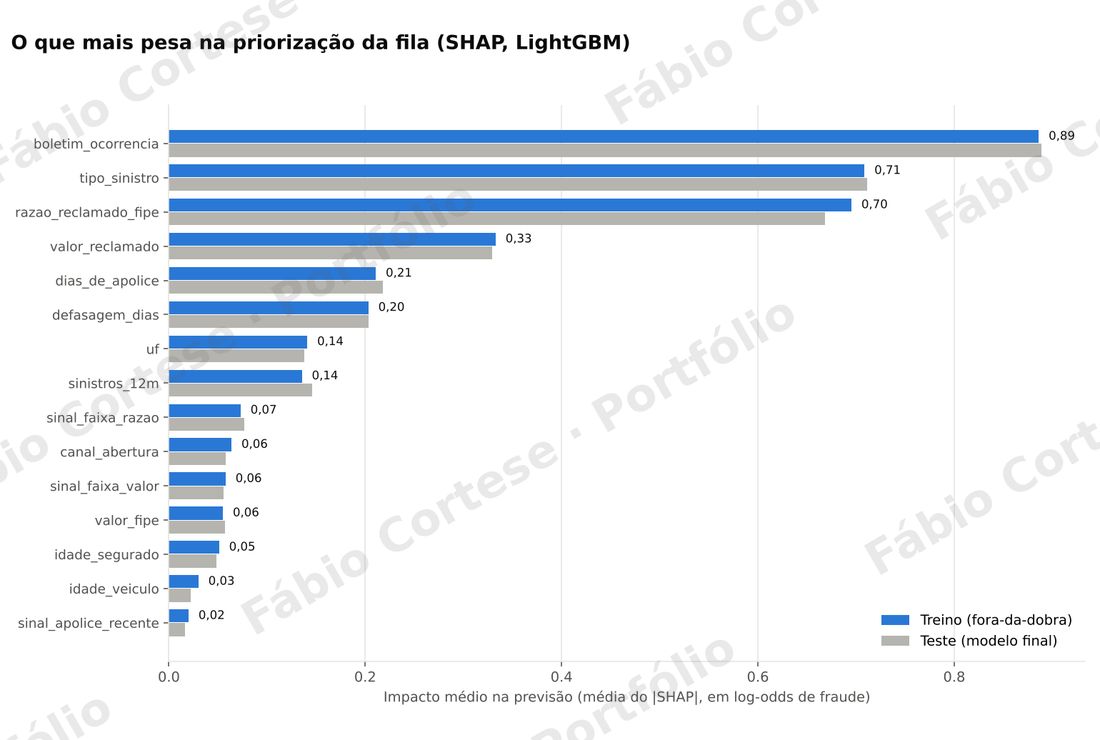 O que mais pesa na priorização da fila (SHAP, LightGBM)
boletim_ocorrencia
0,89
tipo_sinistro
0,71
razao_reclamado_fipe
0,70
valor_reclamado
0,33
dias_de_apolice
0,21
defasagem_dias
0,20
uf
0,14
sinistros_12m
0,14
sinal_faixa_razao
0,07
canal_abertura
0,06
sinal_faixa_valor
0,06
valor_fipe
0,06
idade_segurado
0,05
idade_veiculo
0,03
sinal_apolice_recente
0,02
Treino (fora-da-dobra)
Teste (modelo final)
0.0 0.2 0.4 0.6 0.8
Impacto médio na previsão (média do |SHAP|, em log-odds de fraude)
Fábio Cortese · Portfólio